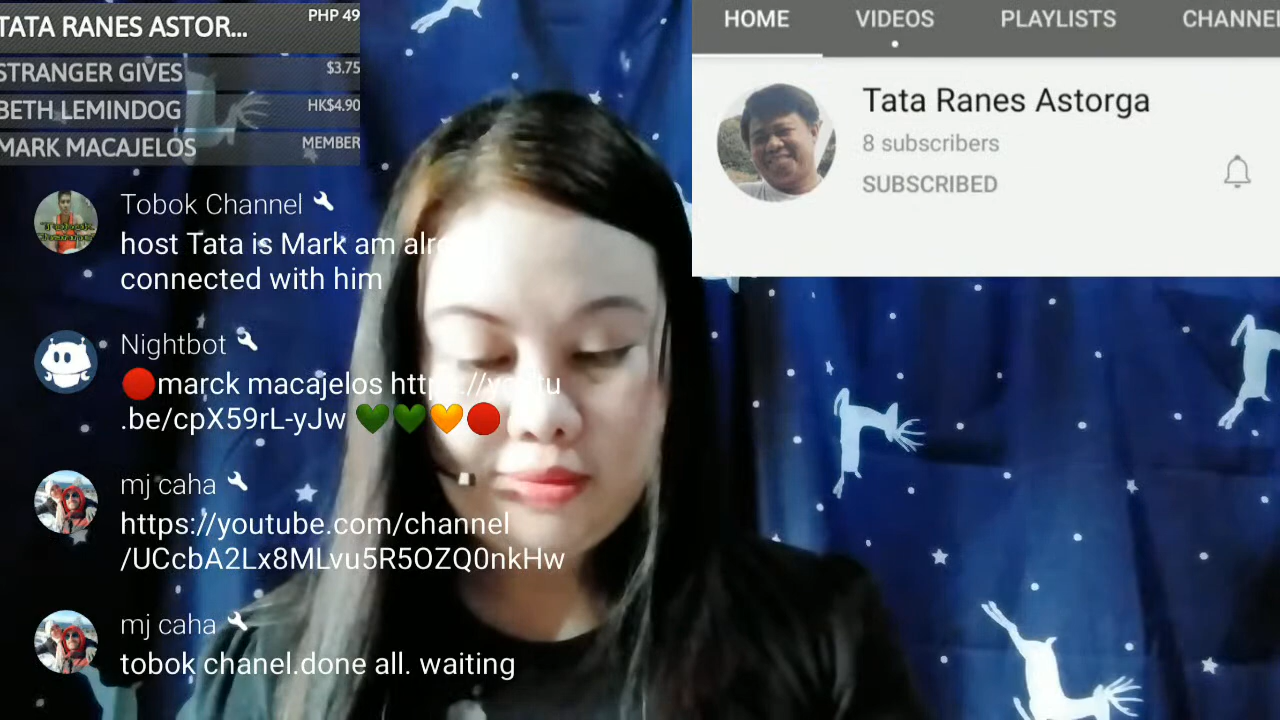 TATA RANES ASTOR... PHP 49
STRANGER GIVES $3.75
BETH LEMINDOG HK$4.90
MARK MACAJELOS MEMBER
Tobok Channel
host Tata is Mark am
connected with him
Nightbot
marck macajelos
.be/cpX59rL-yJw
mj caha
https://youtube.com/channel
/UCcbA2Lx8MLvu5R5OZQ0nkHw
mj caha
tobok chanel.done all. waiting
HOME VIDEOS PLAYLISTS
Tata Ranes Astorga
8 subscribers
SUBSCRIBED